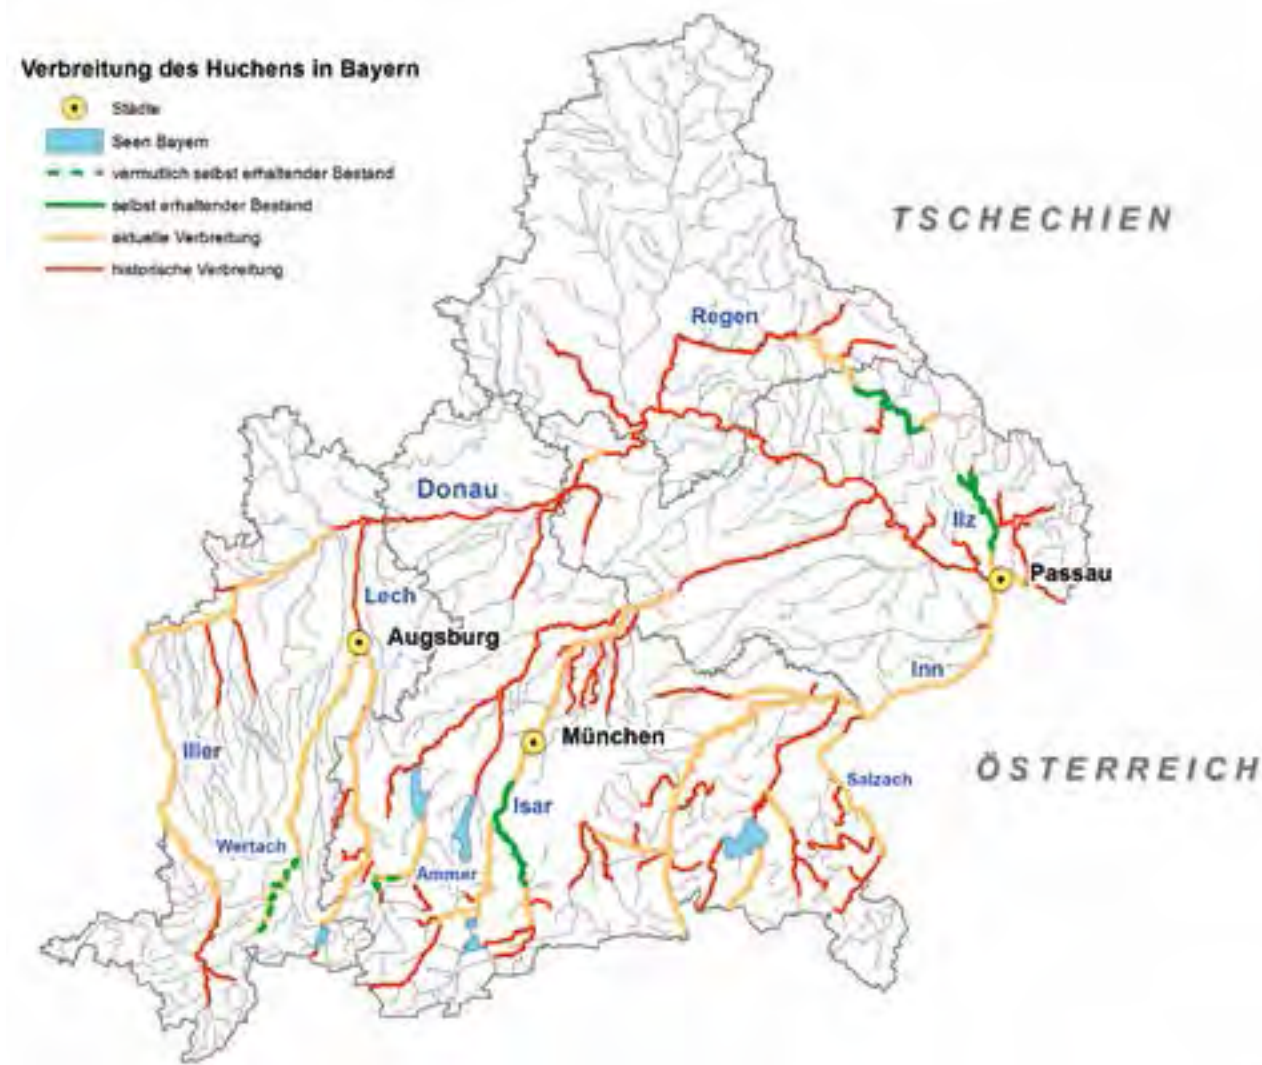 Verbreitung des Huchens in Bayern
Städte
Seen Bayern
vermutlich selbst erhaltender Bestand
selbst erhaltender Bestand
aktuelle Verbreitung
historische Verbreitung
TSCHECHIEN
Regen
Donau
Ilz
Passau
Lech
Augsburg
Inn
München
Iller
ÖSTERREICH
Salzach
Isar
Wertach
Ammer